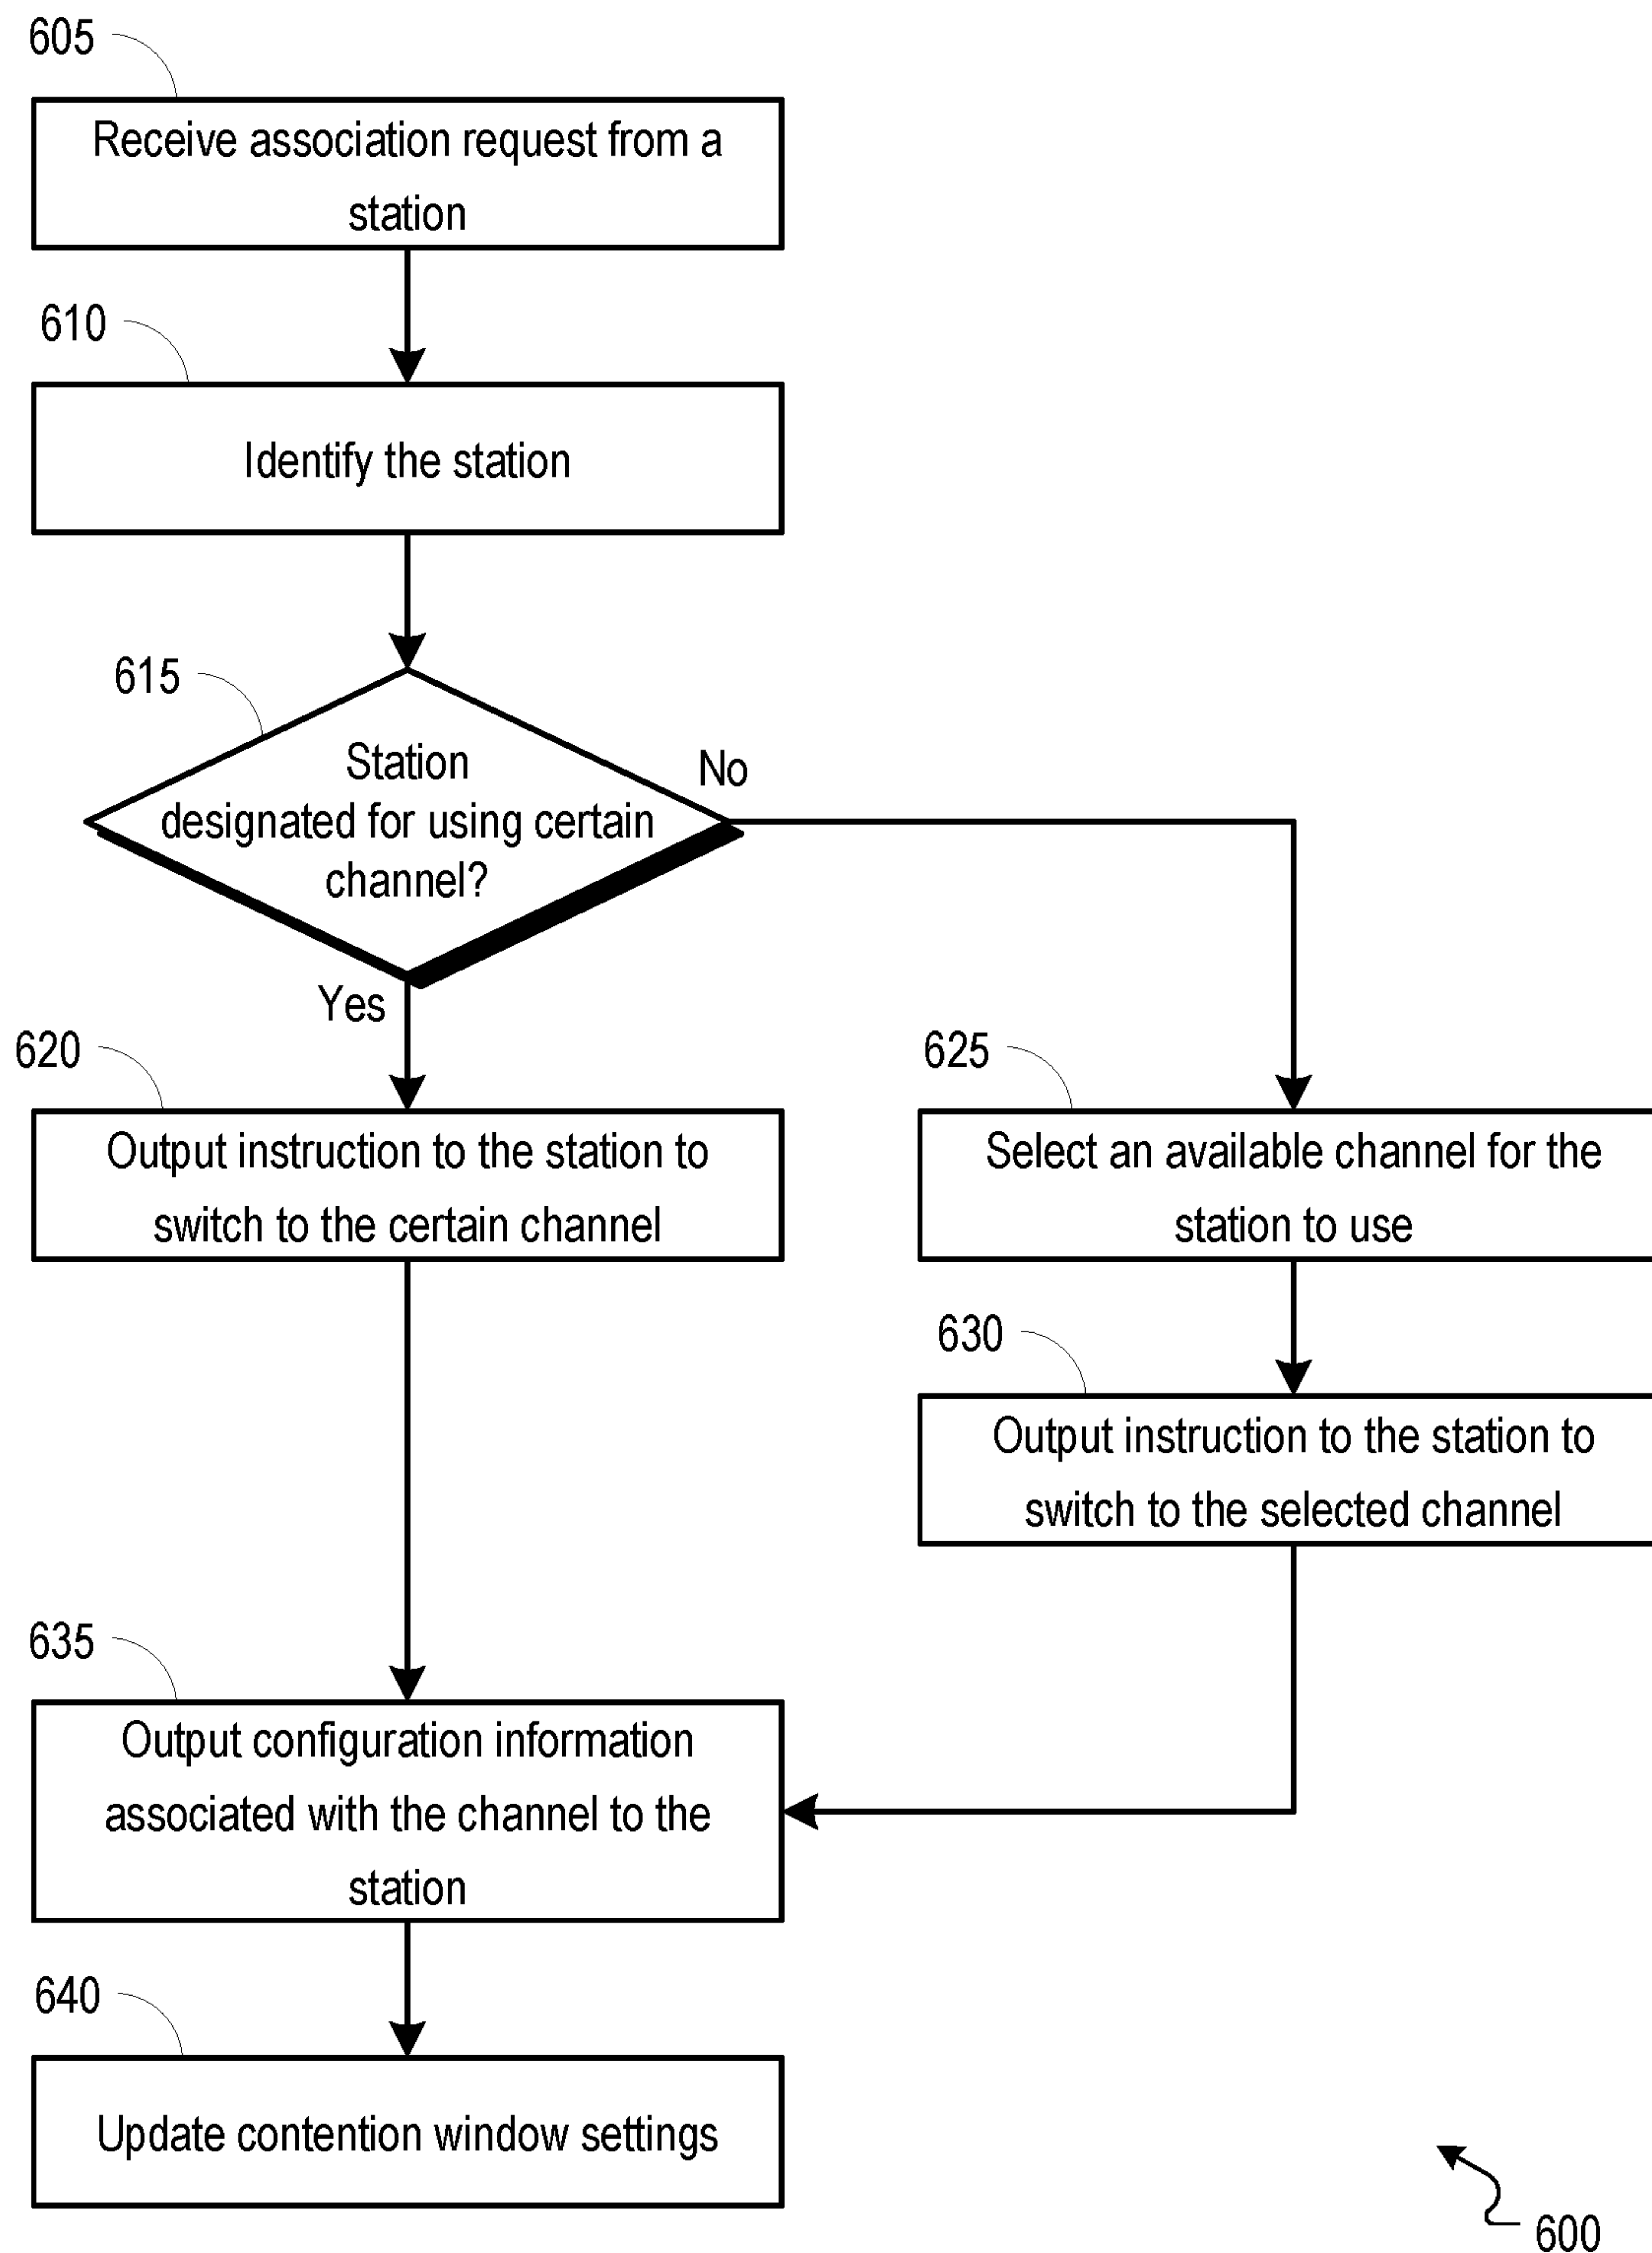 605
Receive association request from a
station
610
Identify the station
615
Station
designated for using certain
channel?
No
Yes
620
Output instruction to the station to
switch to the certain channel
625
Select an available channel for the
station to use
630
Output instruction to the station to
switch to the selected channel
635
Output configuration information
associated with the channel to the
station
640
Update contention window settings
600